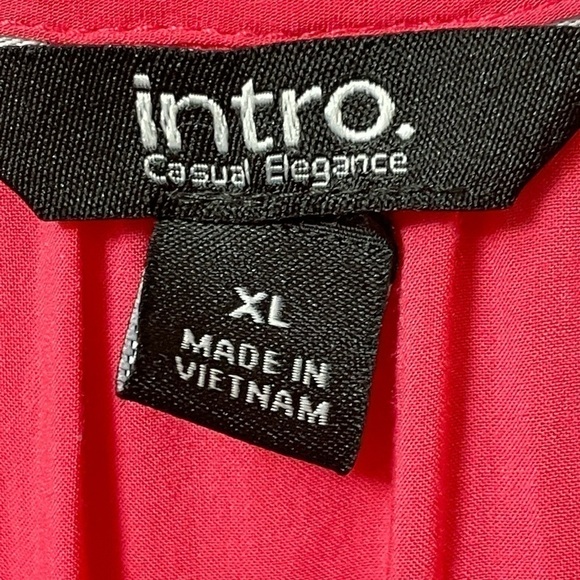 intro.
Casual Elegance
XL
MADE IN
VIETNAM